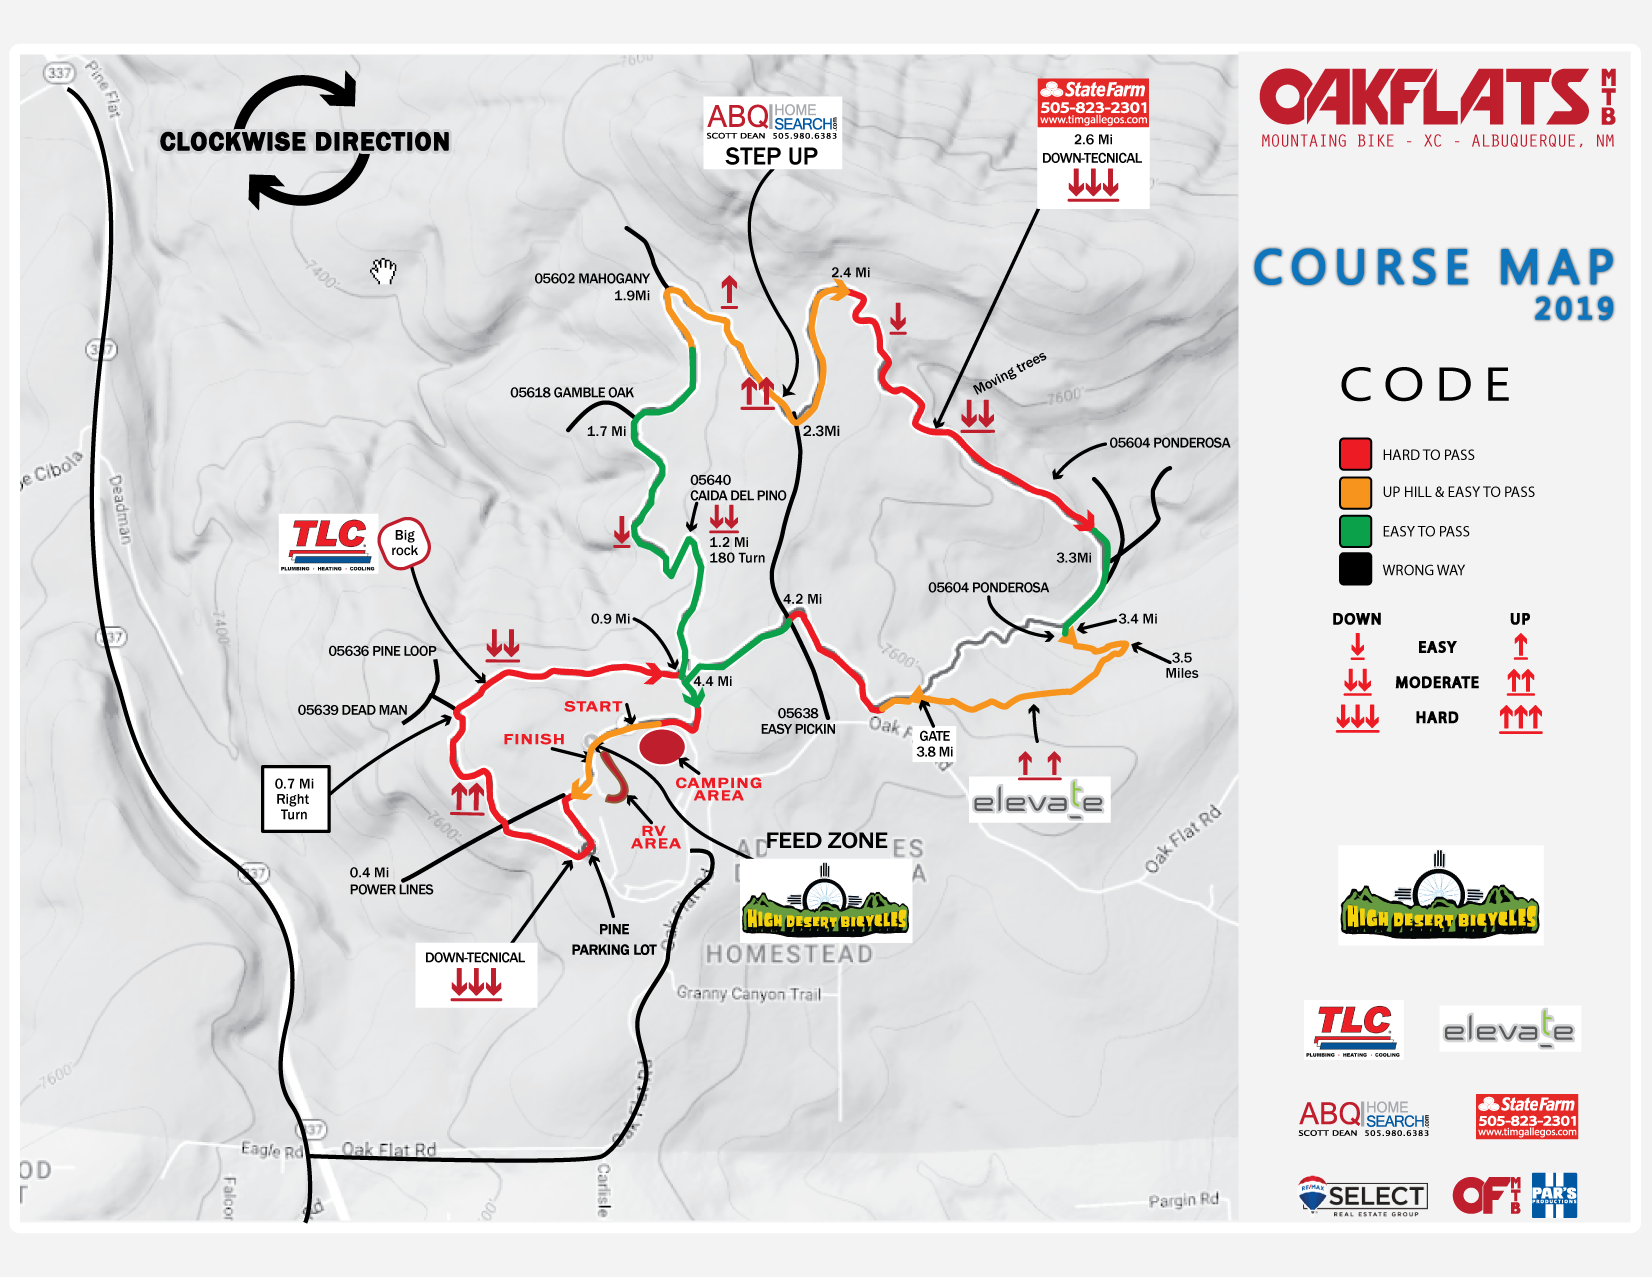 337
Pine Flat
CLOCKWISE DIRECTION
7400'
7600
ABQ HOME
SEARCH.com
SCOTT DEAN 505.980.6383
STEP UP
StateFarm
505-823-2301
www.timgallegos.com
2.6 Mi
DOWN-TECNICAL
OAKFLATS MTB
MOUNTAING BIKE - XC - ALBUQUERQUE, NM
COURSE MAP
2019
CODE
HARD TO PASS
UP HILL & EASY TO PASS
EASY TO PASS
WRONG WAY
DOWN UP
EASY
MODERATE
HARD
05602 MAHOGANY
1.9Mi
2.4 Mi
Moving trees
7600'
05618 GAMBLE OAK
1.7 Mi
2.3Mi
05604 PONDEROSA
05640
CAIDA DEL PINO
1.2 Mi
180 Turn
337
e Cibola
Deadman
TLC
PLUMBING · HEATING · COOLING
Big
rock
3.3Mi
05604 PONDEROSA
4.2 Mi
0.9 Mi
3.4 Mi
337
7400'
05636 PINE LOOP
7600'
3.5
Miles
4.4 Mi
05639 DEAD MAN
START
05638
EASY PICKIN
Oak F
Rd
GATE
3.8 Mi
FINISH
CAMPING
AREA
0.7 Mi
Right
Turn
elevate
7600'
RV
AREA
FEED ZONE
AD
ES
A
Oak Flat Rd
0.4 Mi
POWER LINES
337
HIGH DESERT BICYCLES
HIGH DESERT BICYCLES
PINE
PARKING LOT
Oak Flat Rd
DOWN-TECNICAL
HOMESTEAD
Granny Canyon Trail
TLC
PLUMBING · HEATING · COOLING
elevate
7600'
Oak Flat Rd
ABQ HOME
SEARCH.com
SCOTT DEAN 505.980.6383
StateFarm
505-823-2301
www.timgallegos.com
337
Eagle Rd
Oak Flat Rd
OD
T
Falcor
Rd
'00'
Carlisle
Pargin Rd
RE/MAX
SELECT
REAL ESTATE GROUP
OF MTB
PAR'S
PRODUCTIONS